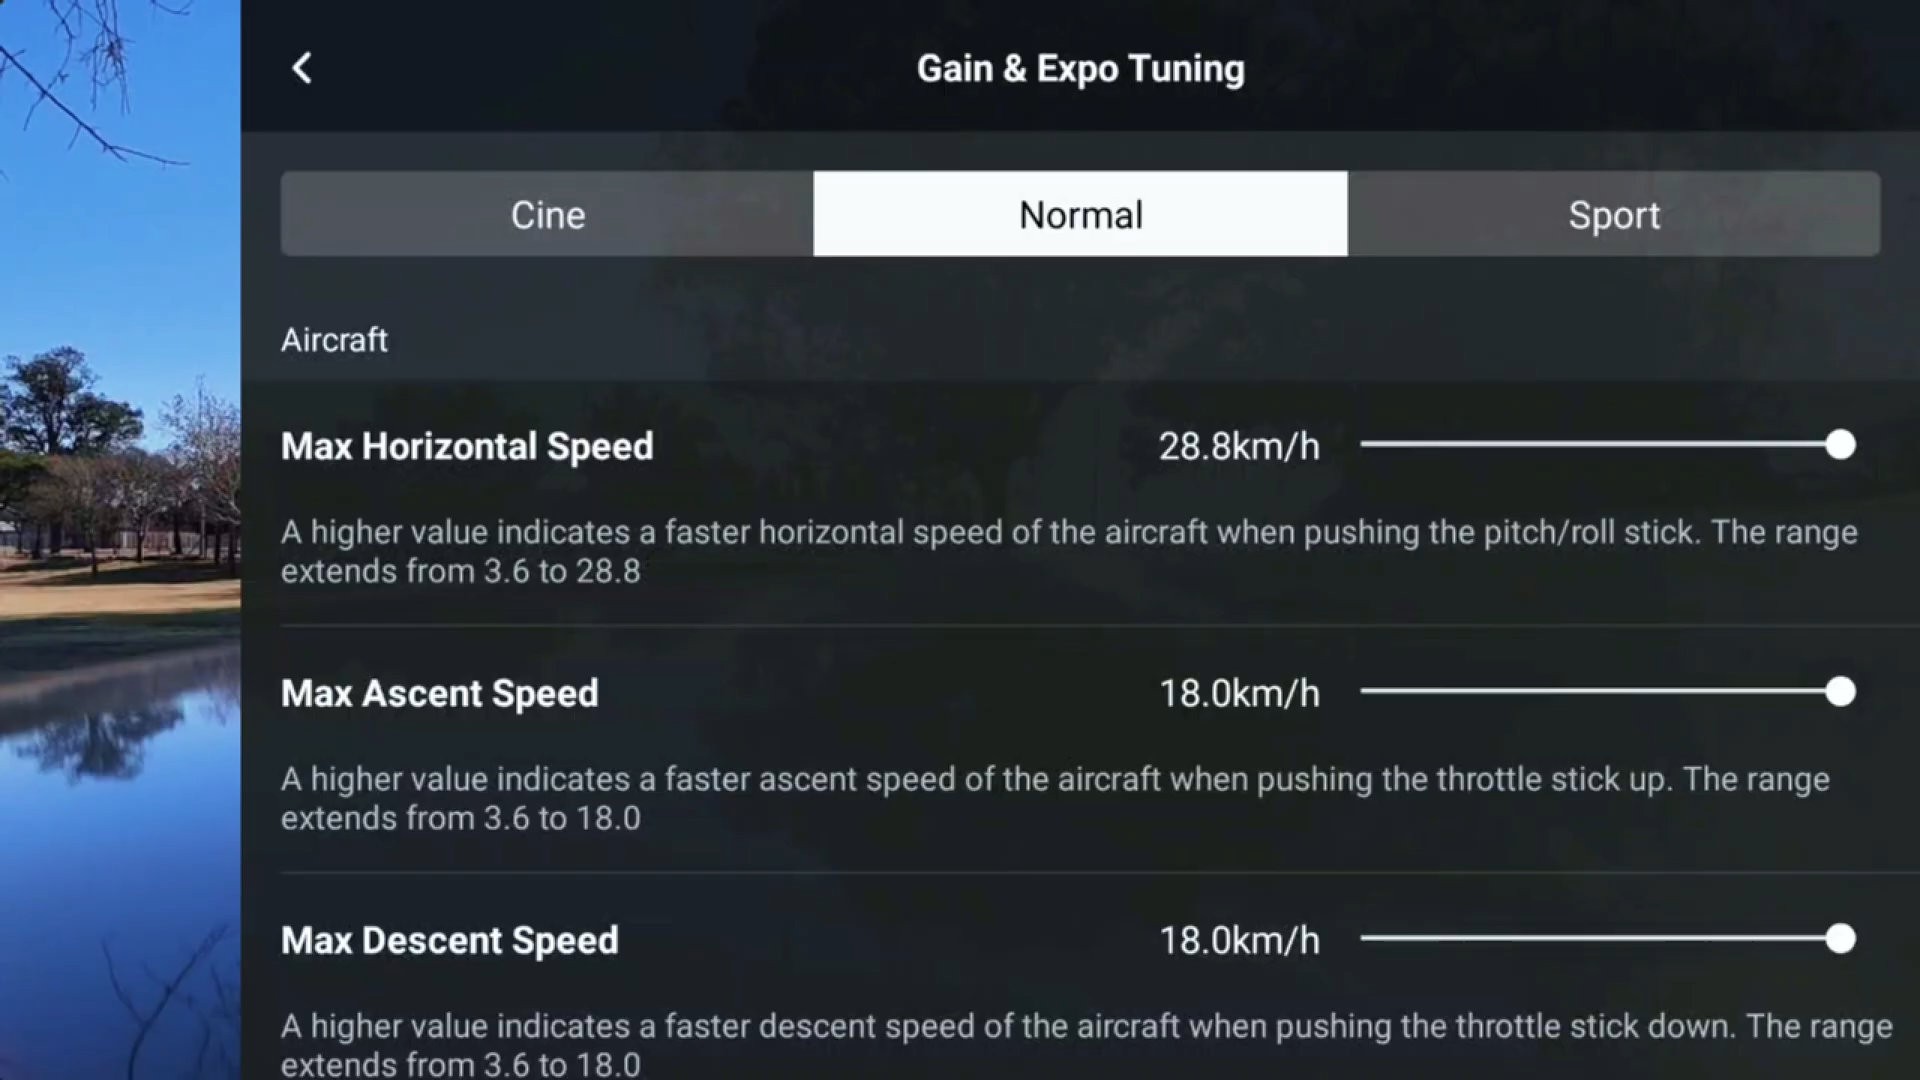 Gain & Expo Tuning
Cine
Normal
Sport
Aircraft
Max Horizontal Speed
28.8km/h
A higher value indicates a faster horizontal speed of the aircraft when pushing the pitch/roll stick. The range
extends from 3.6 to 28.8
Max Ascent Speed
18.0km/h
A higher value indicates a faster ascent speed of the aircraft when pushing the throttle stick up. The range
extends from 3.6 to 18.0
Max Descent Speed
18.0km/h
A higher value indicates a faster descent speed of the aircraft when pushing the throttle stick down. The range
extends from 3.6 to 18.0